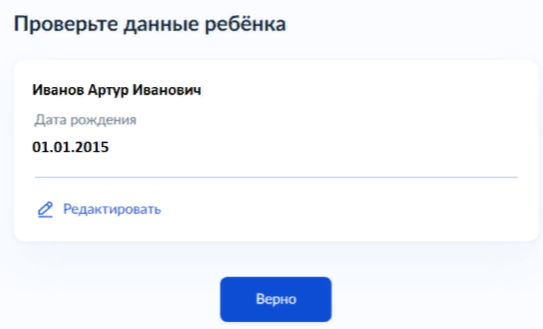 Проверьте данные ребёнка
Иванов Артур Иванович
Дата рождения
01.01.2015
Редактировать
Верно